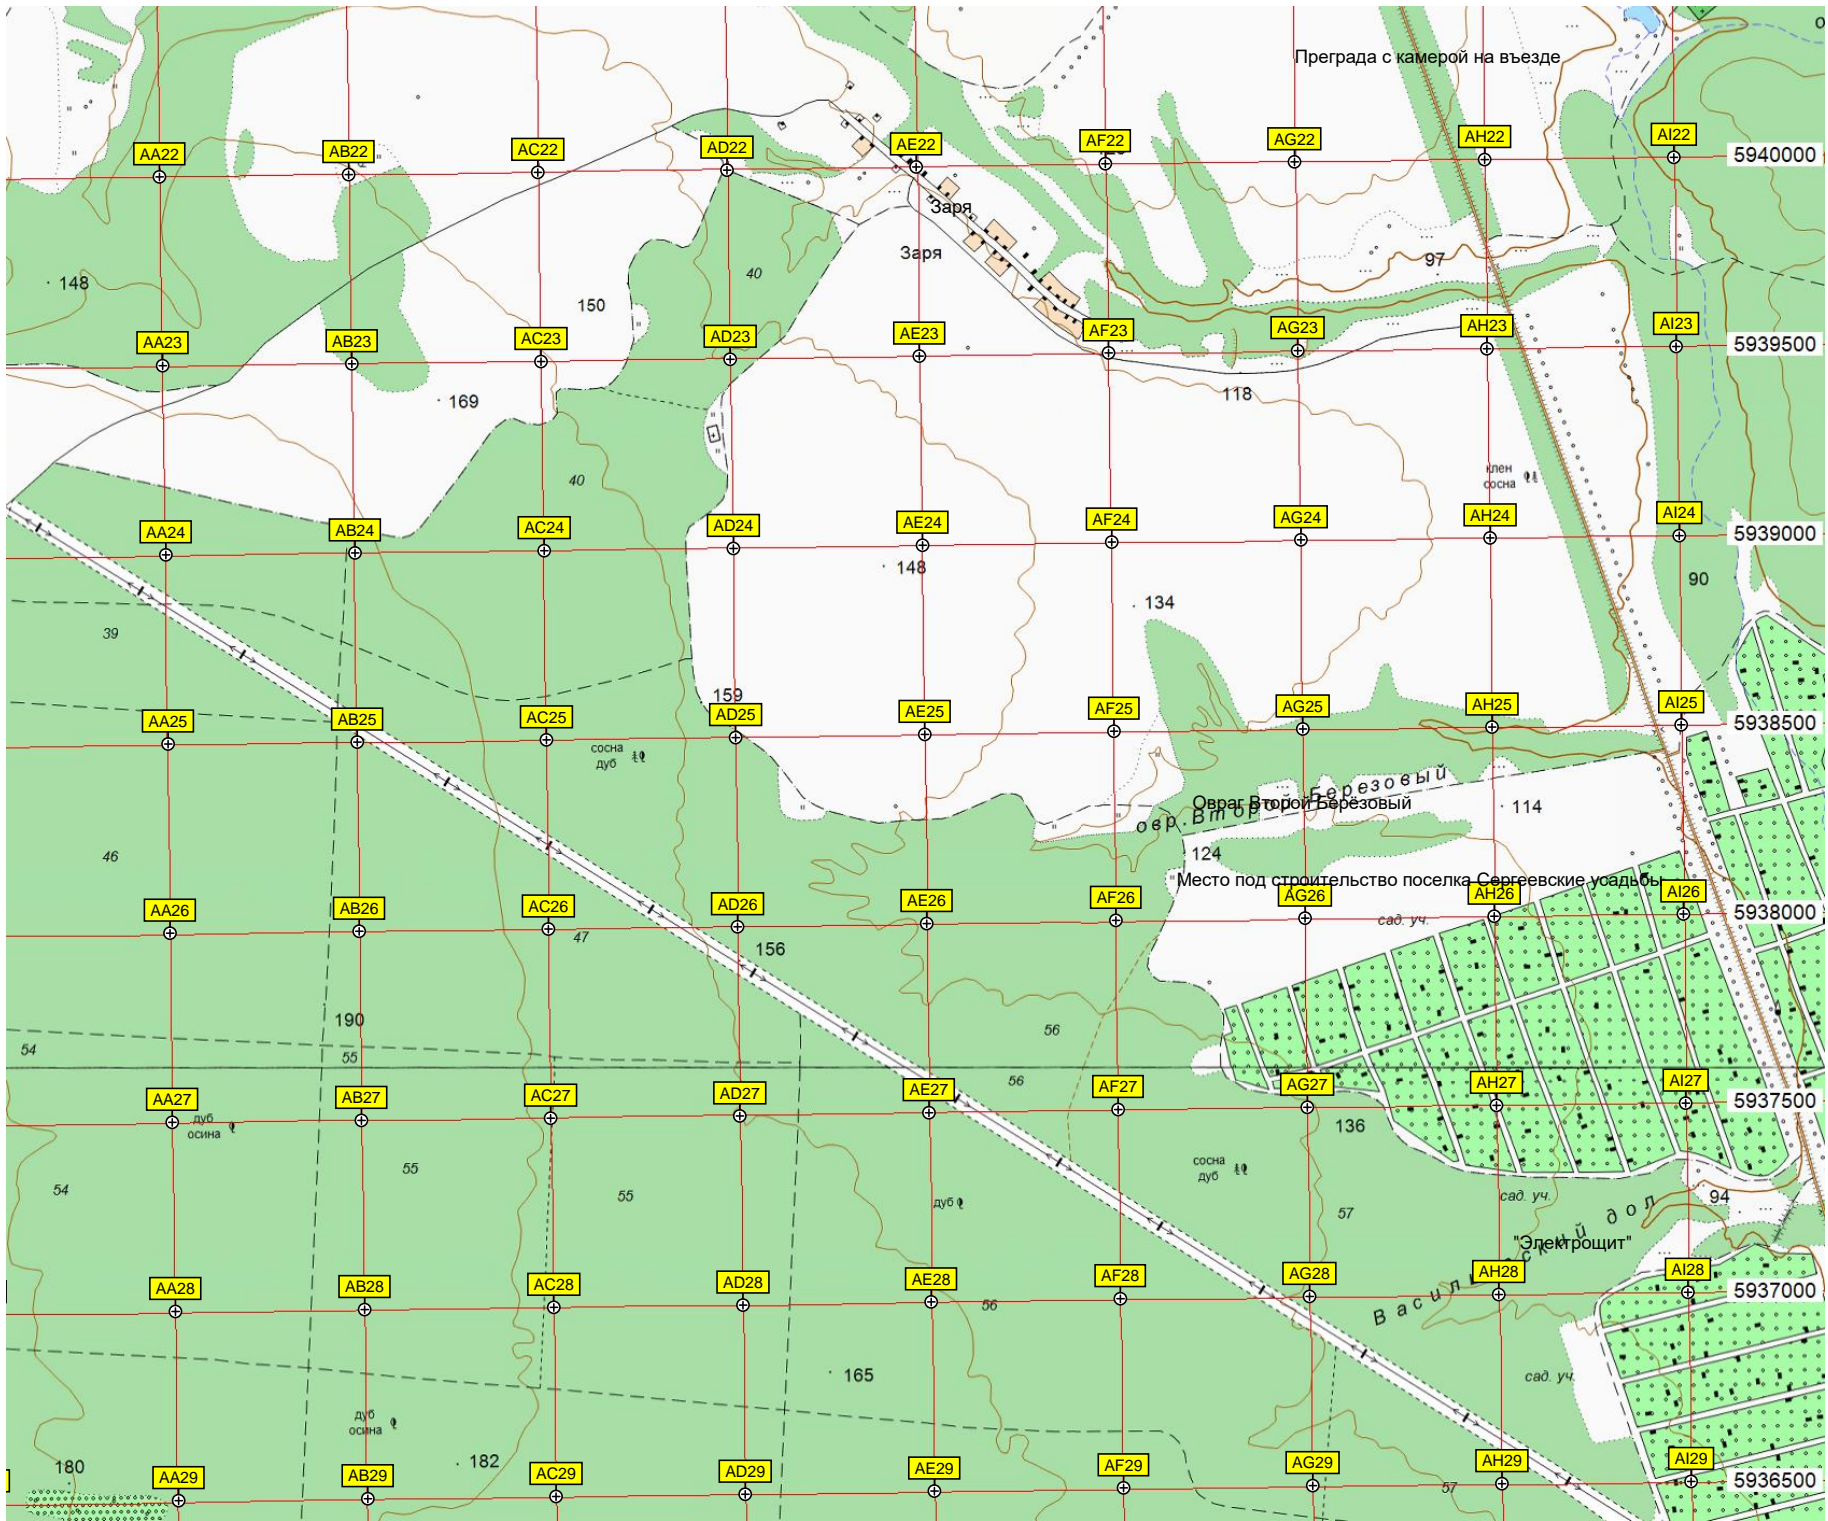 Преграда с камерой на въезде
AA22 AB22 AC22 AD22 AE22 AF22 AG22 AH22 AI22 5940000
Заря
Заря
97
40
148
150
AA23 AB23 AC23 AD23 AE23 AF23 AG23 AH23 AI23 5939500
169
118
клен
сосна
40
AA24 AB24 AC24 AD24 AE24 AF24 AG24 AH24 AI24 5939000
148
90
134
39
159
AA25 AB25 AC25 AD25 AE25 AF25 AG25 AH25 AI25 5938500
сосна
дуб
овр. Второй Березовый
Овраг Второй Берёзовый
114
124
46
Место под строительство поселка Сергеевские усадьбы
AA26 AB26 AC26 AD26 AE26 AF26 AG26 AH26 AI26 5938000
сад. уч.
47
156
190
56
54
55
56
AA27 AB27 AC27 AD27 AE27 AF27 AG27 AH27 AI27 5937500
дуб
осина
136
сосна
дуб
55
54
55
дуб
сад. уч.
94
57
"Электрощит"
AA28 AB28 AC28 AD28 AE28 AF28 AG28 AH28 AI28 5937000
56
165
сад. уч.
дуб
осина
182
180
AA29 AB29 AC29 AD29 AE29 AF29 AG29 AH29 AI29 5936500
57